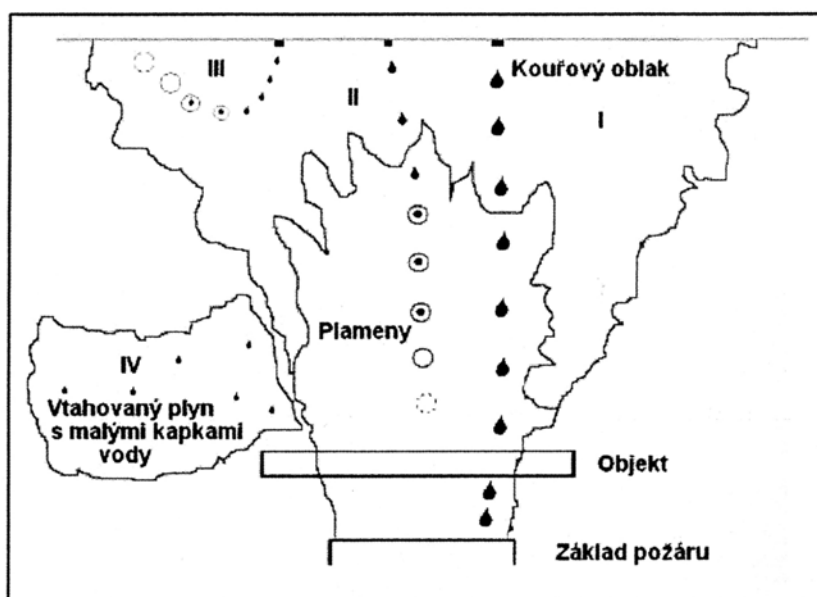 III
Kouřový oblak
II
I
Plameny
IV
Vtahovaný plyn
s malými kapkami
vody
Objekt
Základ požáru